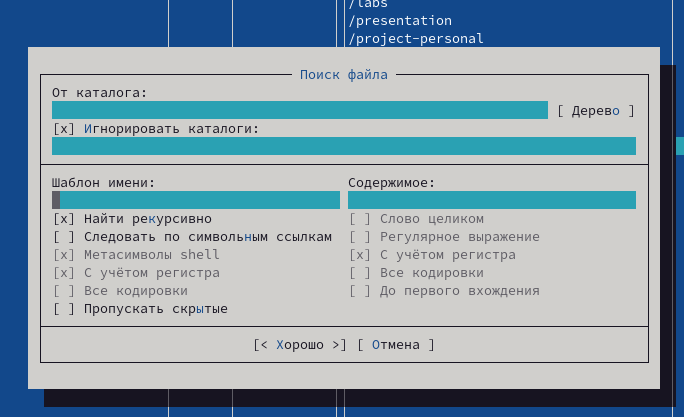 /labs
/presentation
/project-personal
Поиск файла
От каталога:
[ Дерево ]
[x] Игнорировать каталоги:
Шаблон имени:
Содержимое:
[x] Найти рекурсивно
[ ] Слово целиком
[ ] Следовать по символьным ссылкам
[ ] Регулярное выражение
[x] Метасимволы shell
[x] С учётом регистра
[x] С учётом регистра
[ ] Все кодировки
[ ] Все кодировки
[ ] До первого вхождения
[ ] Пропускать скрытые
[< Хорошо >] [ Отмена ]